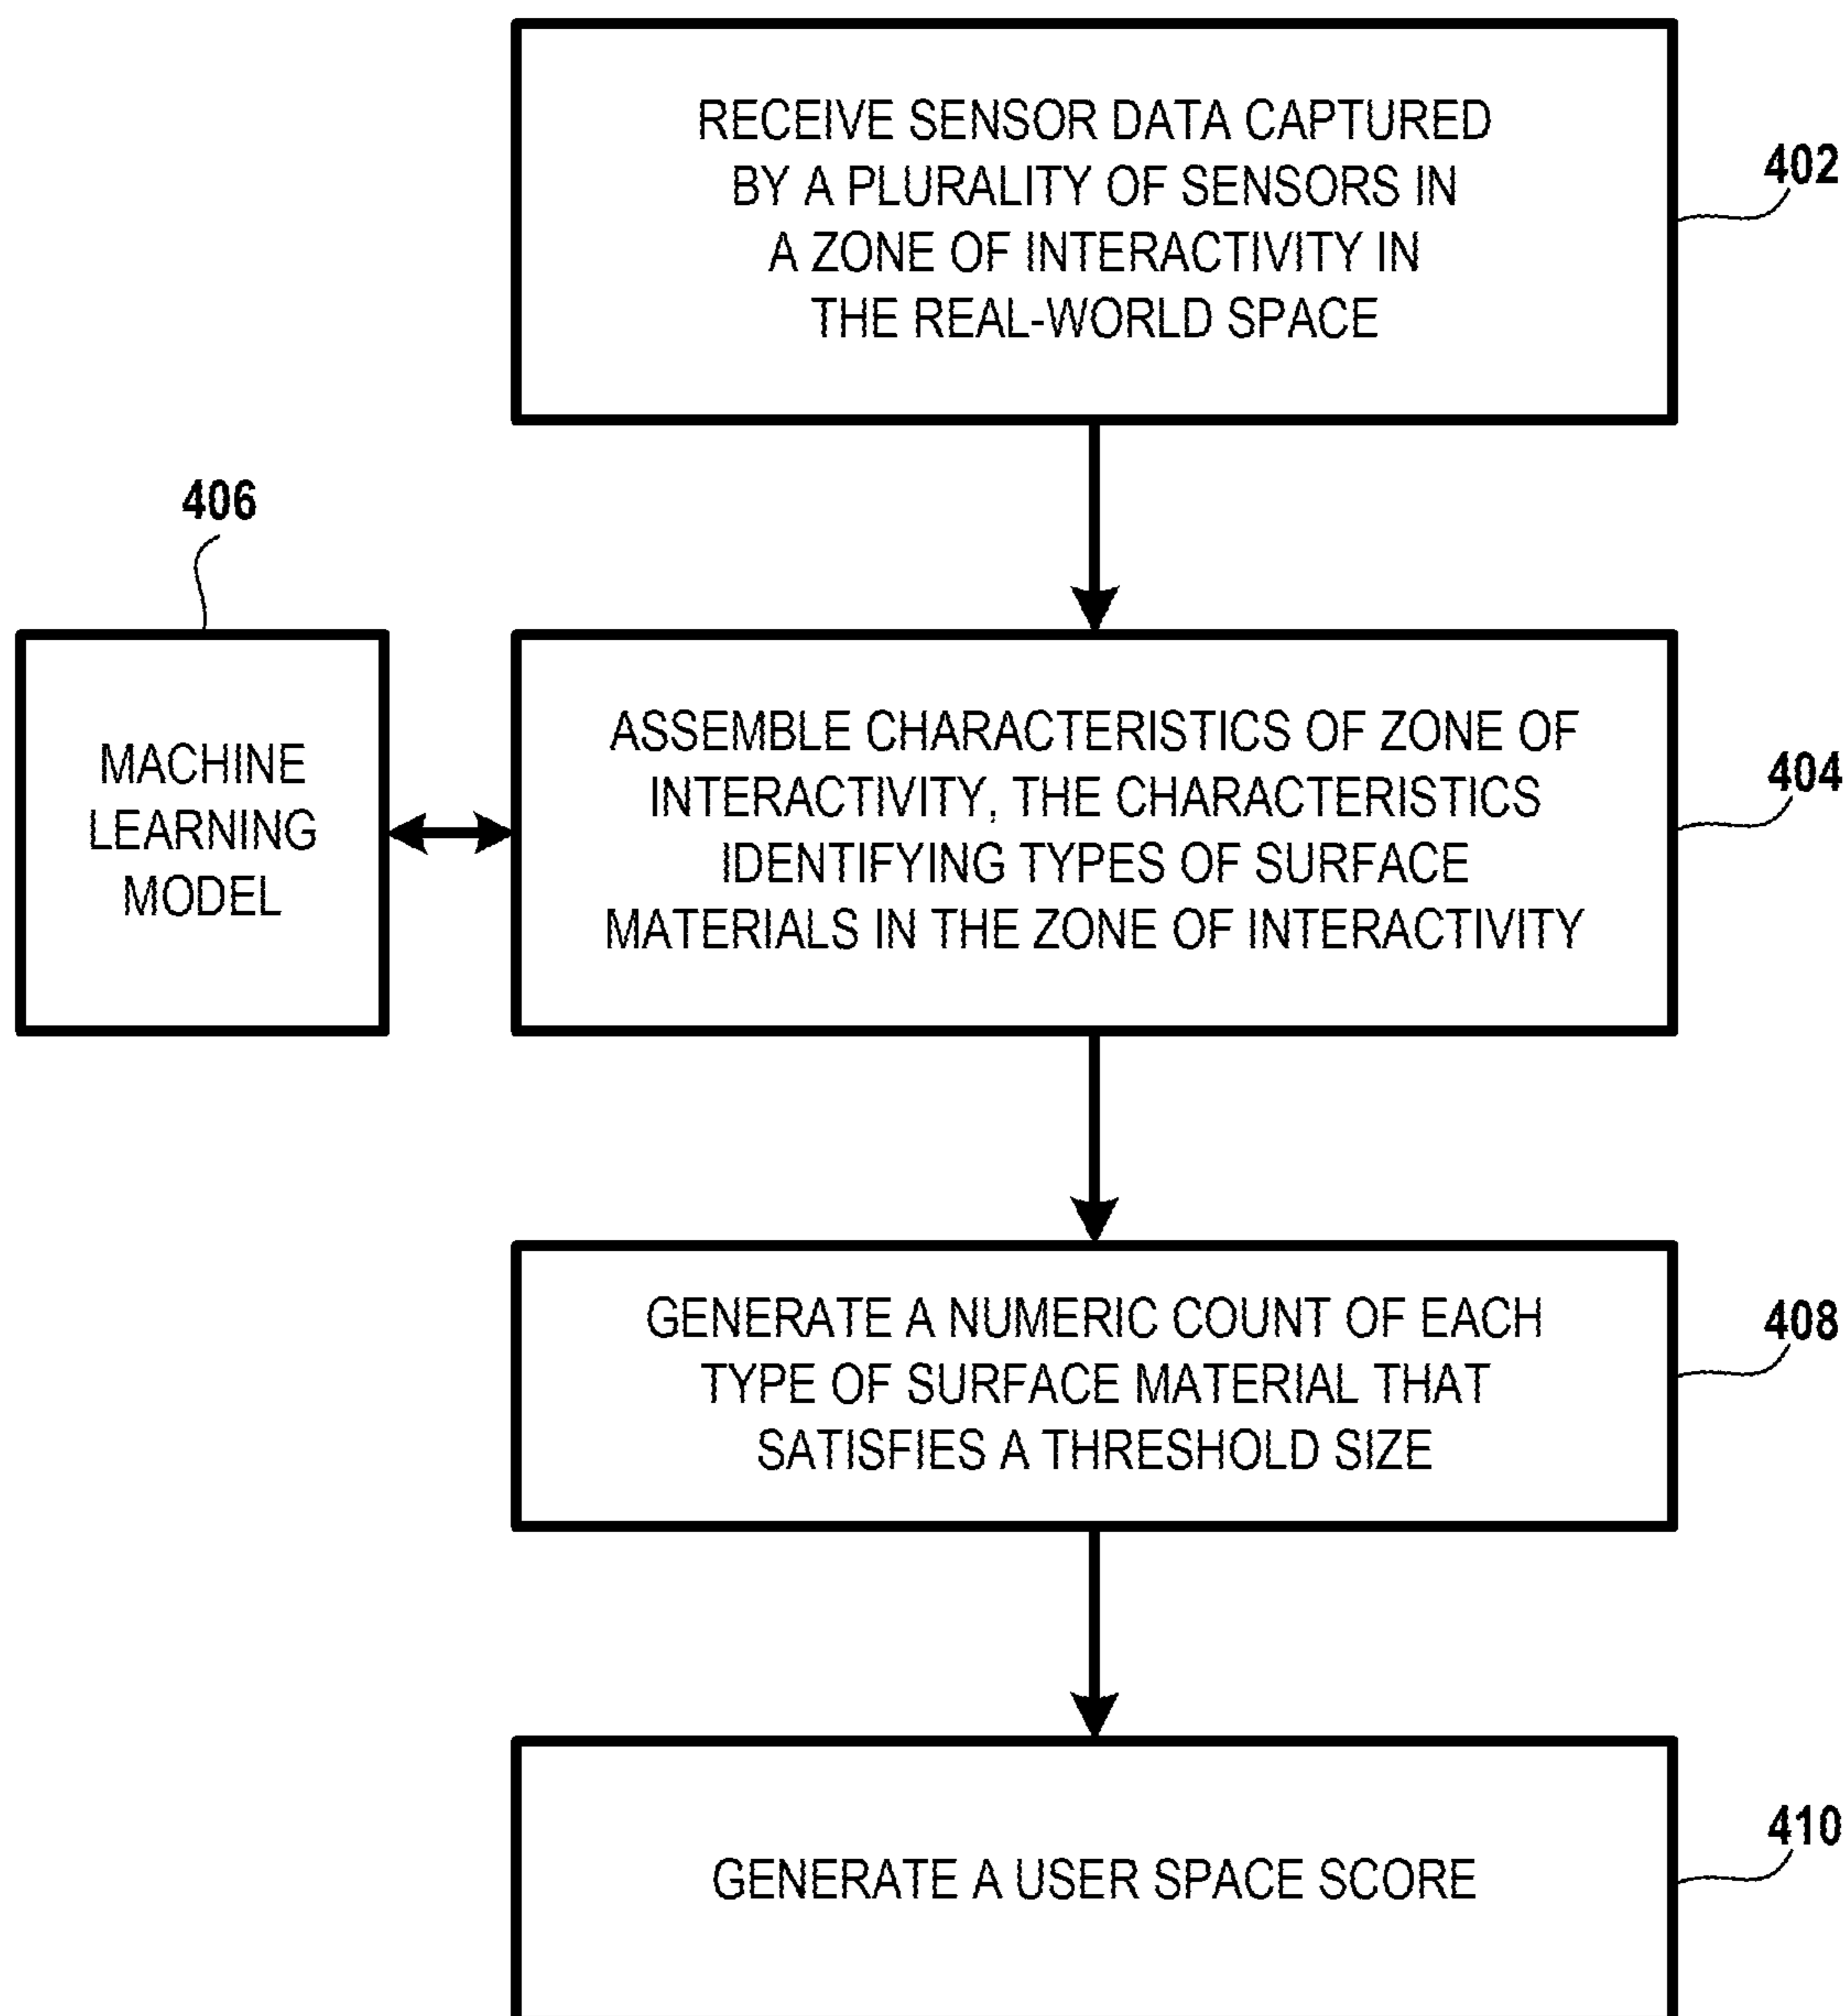 RECEIVE SENSOR DATA CAPTURED
BY A PLURALITY OF SENSORS IN
A ZONE OF INTERACTIVITY IN
THE REAL-WORLD SPACE
402
406
MACHINE
LEARNING
MODEL
ASSEMBLE CHARACTERISTICS OF ZONE OF
INTERACTIVITY, THE CHARACTERISTICS
IDENTIFYING TYPES OF SURFACE
MATERIALS IN THE ZONE OF INTERACTIVITY
404
GENERATE A NUMERIC COUNT OF EACH
TYPE OF SURFACE MATERIAL THAT
SATISFIES A THRESHOLD SIZE
408
GENERATE A USER SPACE SCORE
410